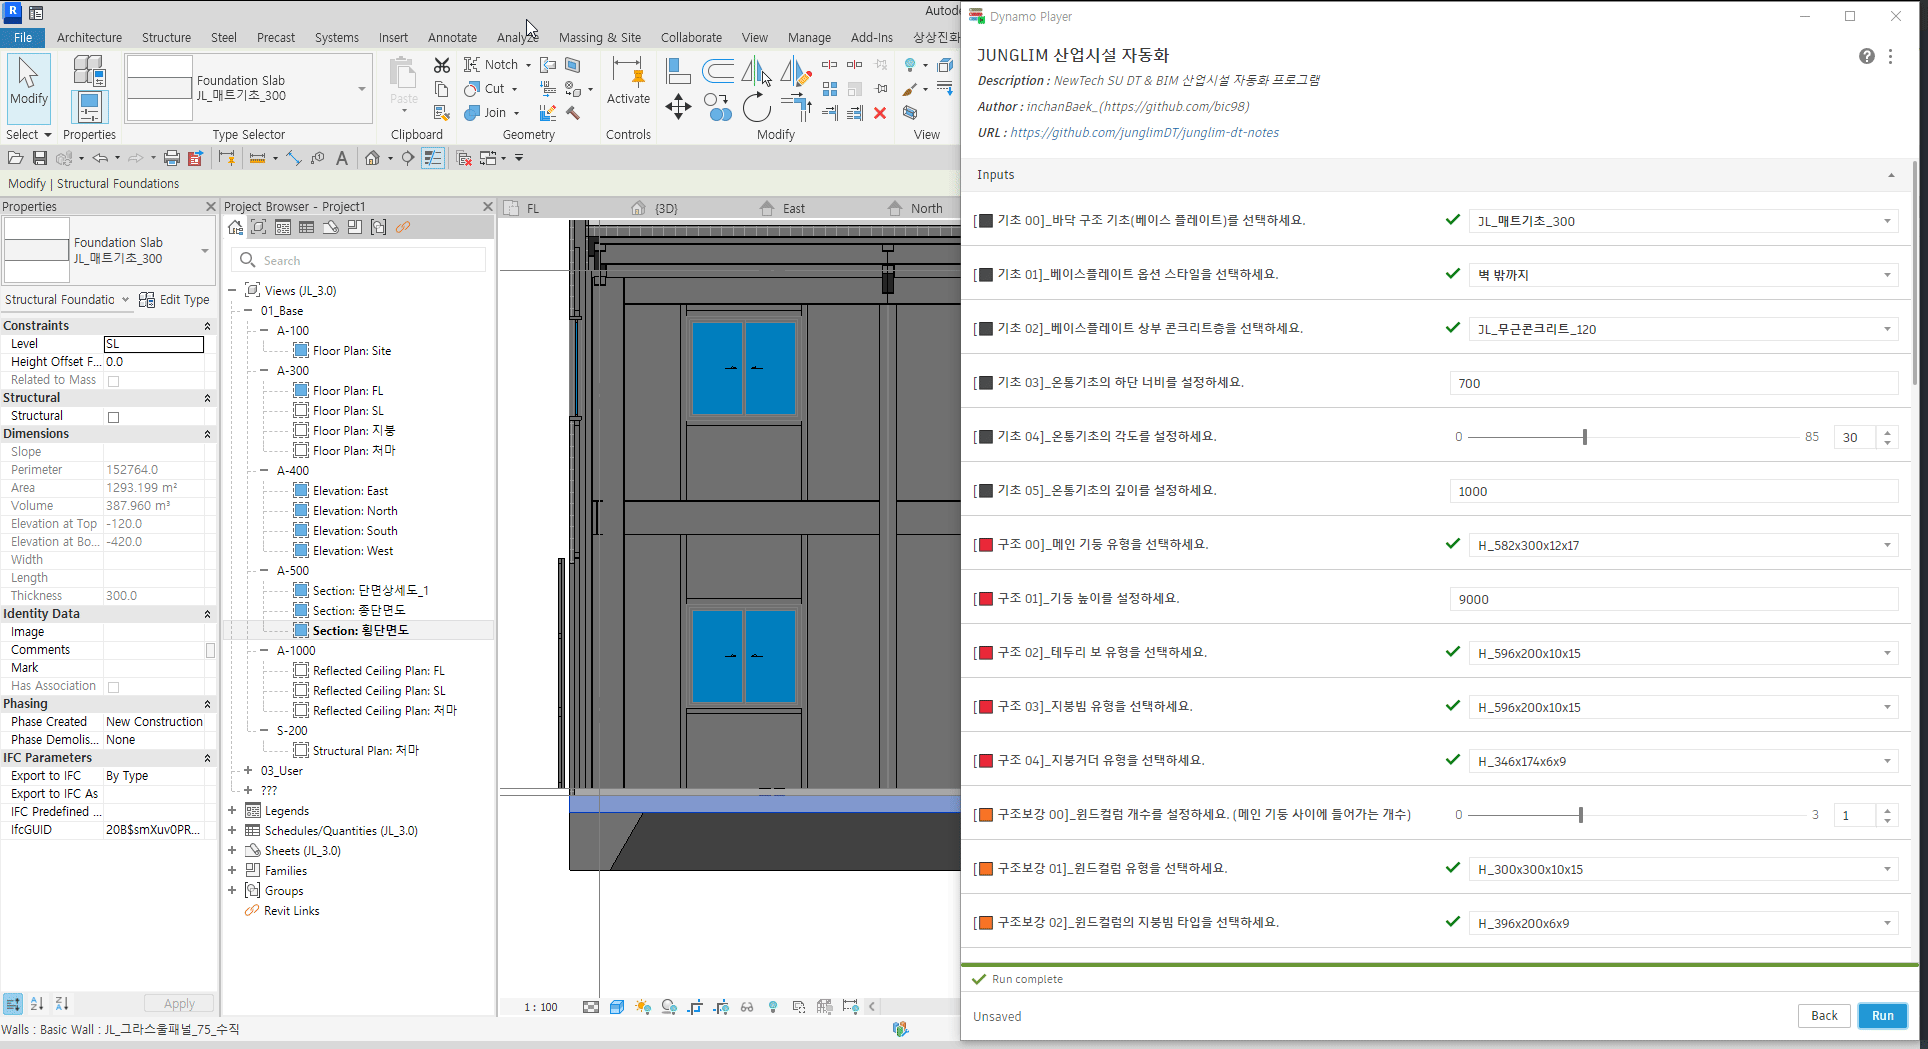 R
Autod
File
Architecture
Structure
Steel
Precast
Systems
Insert
Annotate
Analyze
Massing & Site
Collaborate
View
Manage
Add-Ins
상상진화
Modify
Foundation Slab
JL_매트기초_300
Paste
Notch
Cut
Join
Activate
Select
Properties
Type Selector
Clipboard
Geometry
Controls
Modify
View
Modify | Structural Foundations
Properties
Foundation Slab
JL_매트기초_300
Structural Foundatio
Edit Type
Constraints
Level SL
Height Offset F... 0.0
Related to Mass
Structural
Structural
Dimensions
Slope
Perimeter 152764.0
Area 1293.199 m²
Volume 387.960 m³
Elevation at Top -120.0
Elevation at Bo... -420.0
Width
Length
Thickness 300.0
Identity Data
Image
Comments
Mark
Has Association
Phasing
Phase Created New Construction
Phase Demolis... None
IFC Parameters
Export to IFC By Type
Export to IFC As
IFC Predefined ...
IfcGUID 20B$smXuv0PR...
Apply
Walls : Basic Wall : JL_그라스울패널_75_수직
Project Browser - Project1
Search
Views (JL_3.0)
01_Base
A-100
Floor Plan: Site
A-300
Floor Plan: FL
Floor Plan: SL
Floor Plan: 지붕
Floor Plan: 처마
A-400
Elevation: East
Elevation: North
Elevation: South
Elevation: West
A-500
Section: 단면상세도_1
Section: 종단면도
Section: 횡단면도
A-1000
Reflected Ceiling Plan: FL
Reflected Ceiling Plan: SL
Reflected Ceiling Plan: 처마
S-200
Structural Plan: 처마
03_User
???
Legends
Schedules/Quantities (JL_3.0)
Sheets (JL_3.0)
Families
Groups
Revit Links
FL
{3D}
East
North
1 : 100
Dynamo Player
JUNGLIM 산업시설 자동화
Description : NewTech SU DT & BIM 산업시설 자동화 프로그램
Author : inchanBaek_(https://github.com/bic98)
URL : https://github.com/junglimDT/junglim-dt-notes
Inputs
[⬛ 기초 00]_바닥 구조 기초(베이스 플레이트)를 선택하세요. JL_매트기초_300
[⬛ 기초 01]_베이스플레이트 옵션 스타일을 선택하세요. 벽 밖까지
[⬛ 기초 02]_베이스플레이트 상부 콘크리트층을 선택하세요. JL_무근콘크리트_120
[⬛ 기초 03]_온통기초의 하단 너비를 설정하세요. 700
[⬛ 기초 04]_온통기초의 각도를 설정하세요. 0 85 30
[⬛ 기초 05]_온통기초의 깊이를 설정하세요. 1000
[🟥 구조 00]_메인 기둥 유형을 선택하세요. H_582x300x12x17
[🟥 구조 01]_기둥 높이를 설정하세요. 9000
[🟥 구조 02]_테두리 보 유형을 선택하세요. H_596x200x10x15
[🟥 구조 03]_지붕빔 유형을 선택하세요. H_596x200x10x15
[🟥 구조 04]_지붕거더 유형을 선택하세요. H_346x174x6x9
[🟧 구조보강 00]_윈드컬럼 개수를 설정하세요. (메인 기둥 사이에 들어가는 개수) 0 3 1
[🟧 구조보강 01]_윈드컬럼 유형을 선택하세요. H_300x300x10x15
[🟧 구조보강 02]_윈드컬럼의 지붕빔 타입을 선택하세요. H_396x200x6x9
Run complete
Unsaved
Back
Run